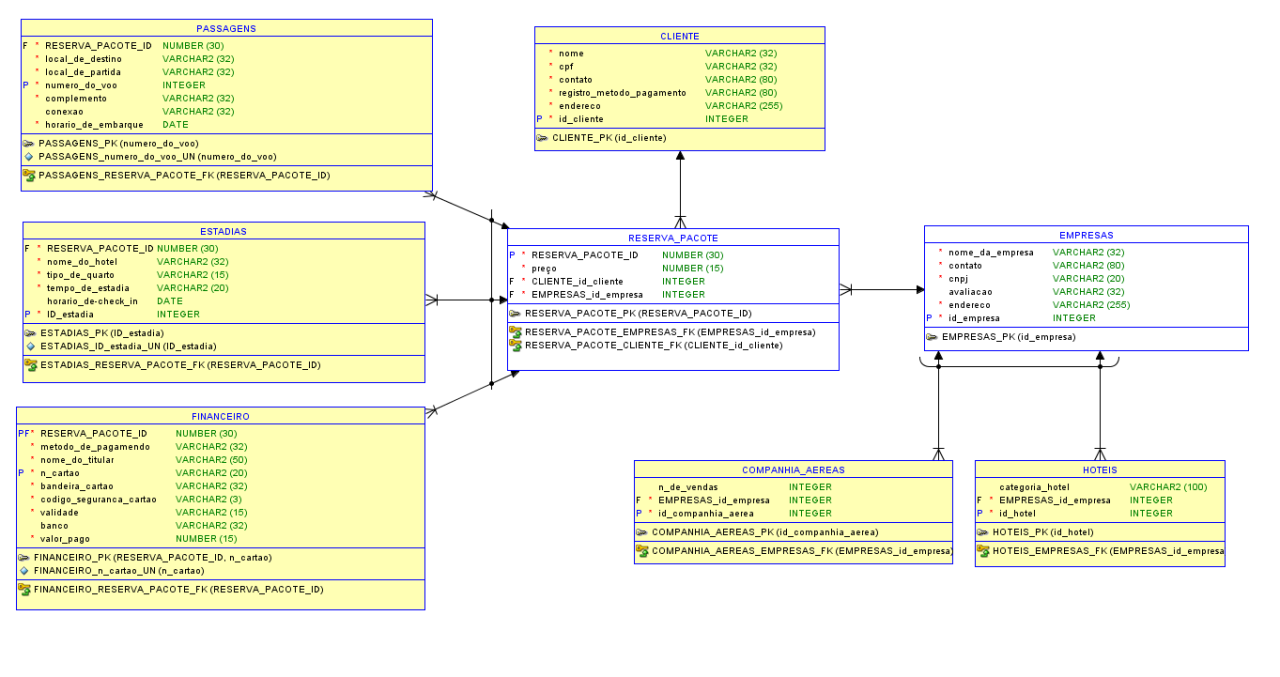 PASSAGENS
F * RESERVA_PACOTE_ID NUMBER (30)
* local_de_destino VARCHAR2 (32)
* local_de_partida VARCHAR2 (32)
P * numero_do_voo INTEGER
* complemento VARCHAR2 (32)
conexao VARCHAR2 (32)
* horario_de_embarque DATE
PASSAGENS_PK (numero_do_voo)
PASSAGENS_numero_do_voo_UN (numero_do_voo)
PASSAGENS_RESERVA_PACOTE_FK (RESERVA_PACOTE_ID)
CLIENTE
* nome VARCHAR2 (32)
* cpf VARCHAR2 (32)
* contato VARCHAR2 (80)
* registro_metodo_pagamento VARCHAR2 (80)
* endereco VARCHAR2 (255)
P * id_cliente INTEGER
CLIENTE_PK (id_cliente)
ESTADIAS
F * RESERVA_PACOTE_ID NUMBER (30)
* nome_do_hotel VARCHAR2 (32)
* tipo_de_quarto VARCHAR2 (15)
* tempo_de_estadia VARCHAR2 (20)
horario_de-check_in DATE
P * ID_estadia INTEGER
ESTADIAS_PK (ID_estadia)
ESTADIAS_ID_estadia_UN (ID_estadia)
ESTADIAS_RESERVA_PACOTE_FK (RESERVA_PACOTE_ID)
RESERVA_PACOTE
P * RESERVA_PACOTE_ID NUMBER (30)
* preço NUMBER (15)
F * CLIENTE_id_cliente INTEGER
F * EMPRESAS_id_empresa INTEGER
RESERVA_PACOTE_PK (RESERVA_PACOTE_ID)
RESERVA_PACOTE_EMPRESAS_FK (EMPRESAS_id_empresa)
RESERVA_PACOTE_CLIENTE_FK (CLIENTE_id_cliente)
EMPRESAS
* nome_da_empresa VARCHAR2 (32)
* contato VARCHAR2 (80)
* cnpj VARCHAR2 (20)
avaliacao VARCHAR2 (32)
* endereco VARCHAR2 (255)
P * id_empresa INTEGER
EMPRESAS_PK (id_empresa)
FINANCEIRO
PF* RESERVA_PACOTE_ID NUMBER (30)
* metodo_de_pagamendo VARCHAR2 (32)
* nome_do_titular VARCHAR2 (50)
P * n_cartao VARCHAR2 (20)
* bandeira_cartao VARCHAR2 (32)
* codigo_seguranca_cartao VARCHAR2 (3)
* validade VARCHAR2 (15)
banco VARCHAR2 (32)
* valor_pago NUMBER (15)
FINANCEIRO_PK (RESERVA_PACOTE_ID, n_cartao)
FINANCEIRO_n_cartao_UN (n_cartao)
FINANCEIRO_RESERVA_PACOTE_FK (RESERVA_PACOTE_ID)
COMPANHIA_AEREAS
n_de_vendas INTEGER
F * EMPRESAS_id_empresa INTEGER
P * id_companhia_aerea INTEGER
COMPANHIA_AEREAS_PK (id_companhia_aerea)
COMPANHIA_AEREAS_EMPRESAS_FK (EMPRESAS_id_empresa)
HOTEIS
categoria_hotel VARCHAR2 (100)
F * EMPRESAS_id_empresa INTEGER
P * id_hotel INTEGER
HOTEIS_PK (id_hotel)
HOTEIS_EMPRESAS_FK (EMPRESAS_id_empresa